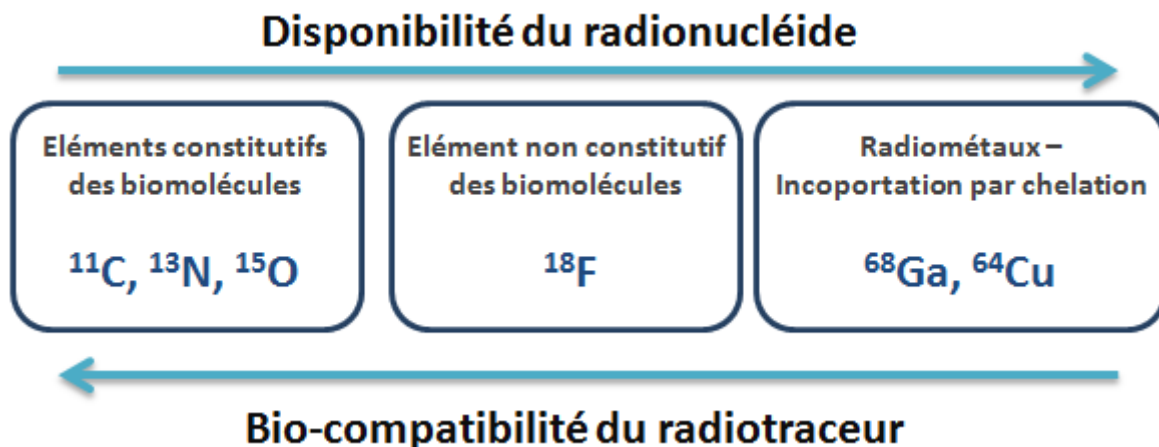 Disponibilité du radionucléide
Eléments constitutifs
des biomolécules
¹¹C, ¹³N, ¹⁵O
Elément non constitutif
des biomolécules
¹⁸F
Radiométaux –
Incoportation par chelation
⁶⁸Ga, ⁶⁴Cu
Bio-compatibilité du radiotraceur